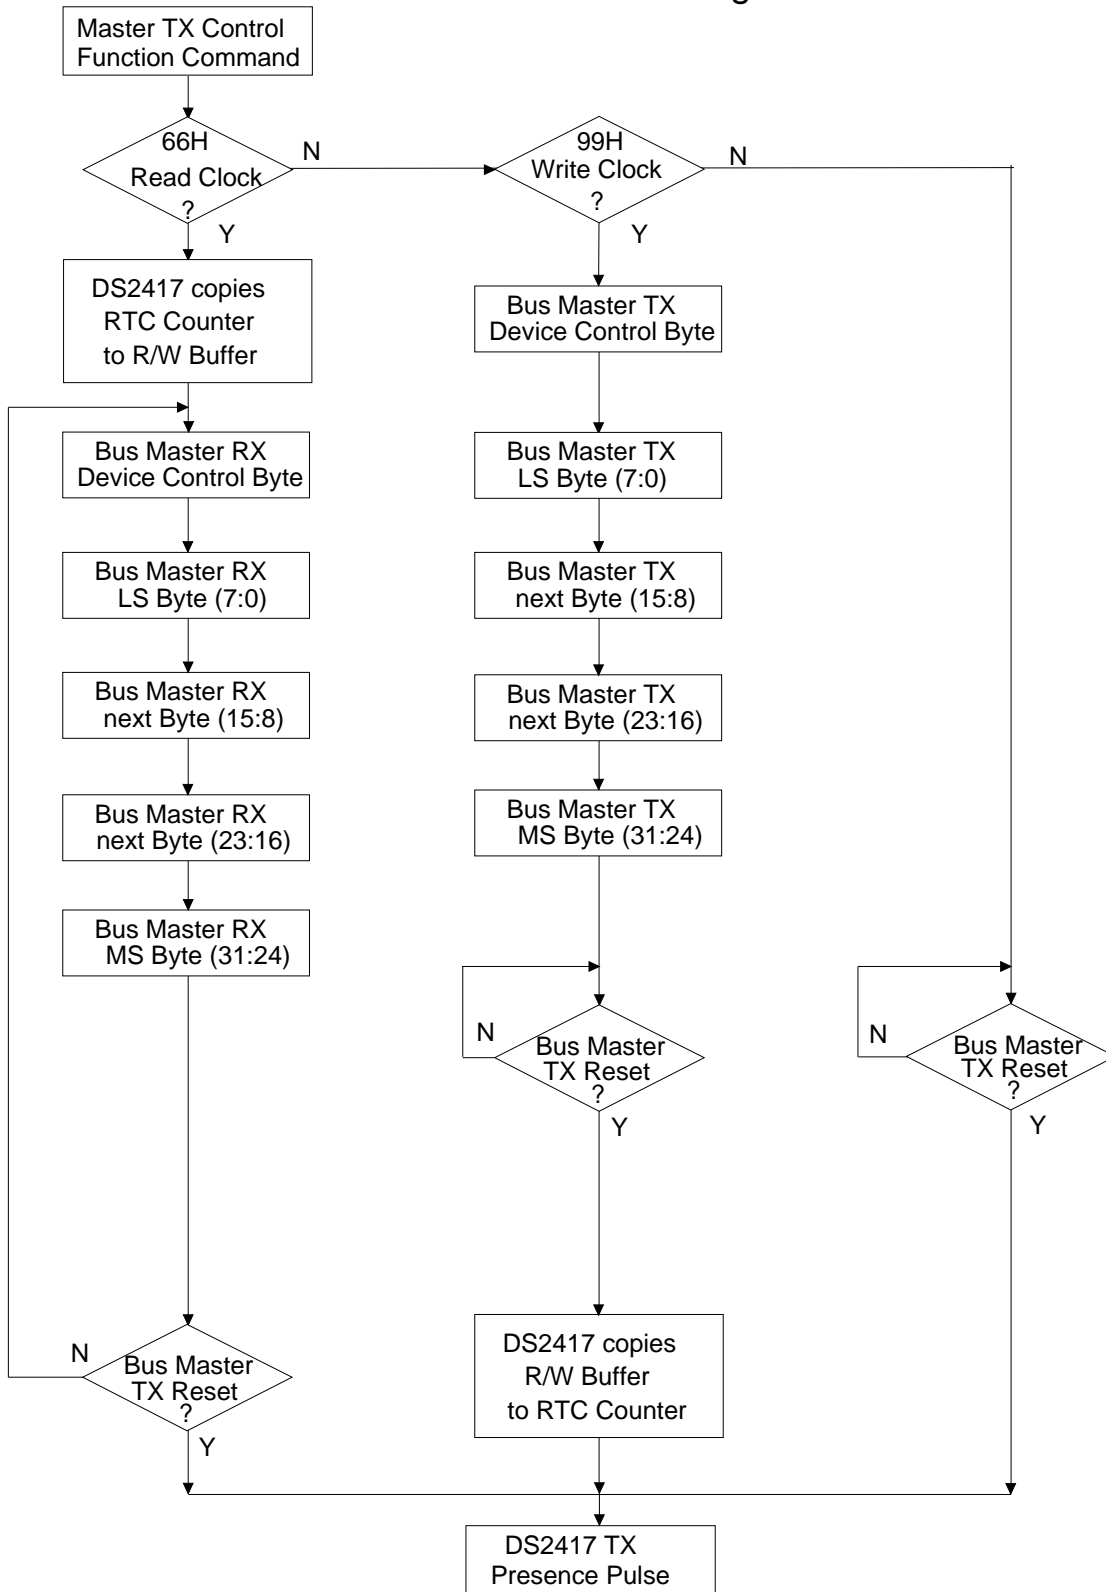 Master TX Control
Function Command
66H
Read Clock
?
N
Y
99H
Write Clock
?
N
Y
DS2417 copies
RTC Counter
to R/W Buffer
Bus Master RX
Device Control Byte
Bus Master RX
LS Byte (7:0)
Bus Master RX
next Byte (15:8)
Bus Master RX
next Byte (23:16)
Bus Master RX
MS Byte (31:24)
N
Bus Master
TX Reset
?
Y
Bus Master TX
Device Control Byte
Bus Master TX
LS Byte (7:0)
Bus Master TX
next Byte (15:8)
Bus Master TX
next Byte (23:16)
Bus Master TX
MS Byte (31:24)
N
Bus Master
TX Reset
?
Y
DS2417 copies
R/W Buffer
to RTC Counter
N
Bus Master
TX Reset
?
Y
DS2417 TX
Presence Pulse